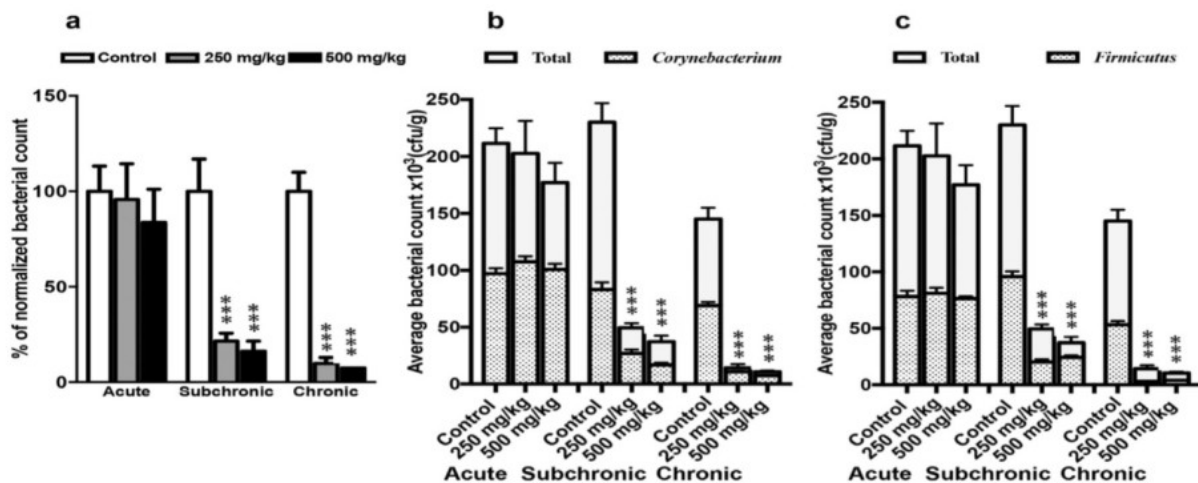 a
Control 250 mg/kg 500 mg/kg
% of normalized bacterial count
150
100
50
0
Acute Subchronic Chronic
*** *** *** ***
b
Total Corynebacterium
Average bacterial count x10³(cfu/g)
250
200
150
100
50
0
*** *** *** ***
Control 250 mg/kg 500 mg/kg Control 250 mg/kg 500 mg/kg Control 250 mg/kg 500 mg/kg
Acute Subchronic Chronic
c
Total Firmicutus
Average bacterial count x10³(cfu/g)
250
200
150
100
50
0
*** *** *** ***
Control 250 mg/kg 500 mg/kg Control 250 mg/kg 500 mg/kg Control 250 mg/kg 500 mg/kg
Acute Subchronic Chronic